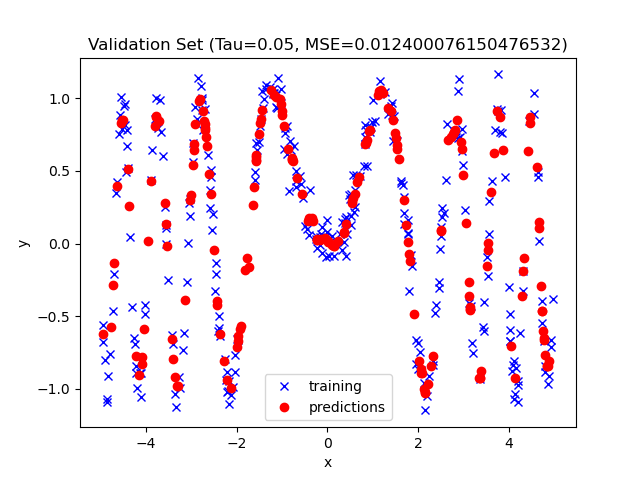 Validation Set (Tau=0.05, MSE=0.012400076150476532)
1.0
0.5
0.0
−0.5
−1.0
y
training
predictions
−4
−2
0
2
4
x